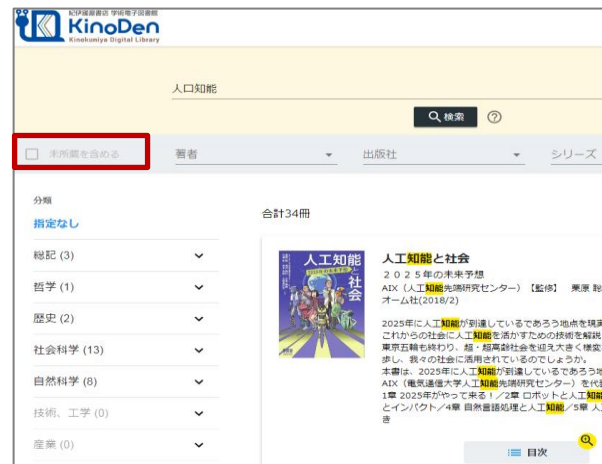 紀伊國屋書店 学術電子図書館
KinoDen
Kinokuniya Digital Library
人口知能
検索
未所蔵を含める
著者
出版社
シリーズ
分類
指定なし
総記 (3)
哲学 (1)
歴史 (2)
社会科学 (13)
自然科学 (8)
技術、工学 (0)
産業 (0)
合計34冊
人工知能と社会
2025年の未来予想
人工知能と社会
2025年の未来予想
AIX（人工知能先端研究センター）【監修】 栗原 聡
オーム社(2018/2)
2025年に人工知能が到達しているであろう地点を現実
これからの社会に人工知能を活かすための技術を解説
東京五輪も終わり、超・超高齢社会を迎え大きく様変
歩し、我々の社会に活用されているのでしょうか。
本書は、2025年に人工知能が到達しているであろう地
AIX（電気通信大学人工知能先端研究センター）を代
1章 2025年がやって来る！／2章 ロボットと人工知能
とインパクト／4章 自然言語処理と人工知能／5章 人
き
目次